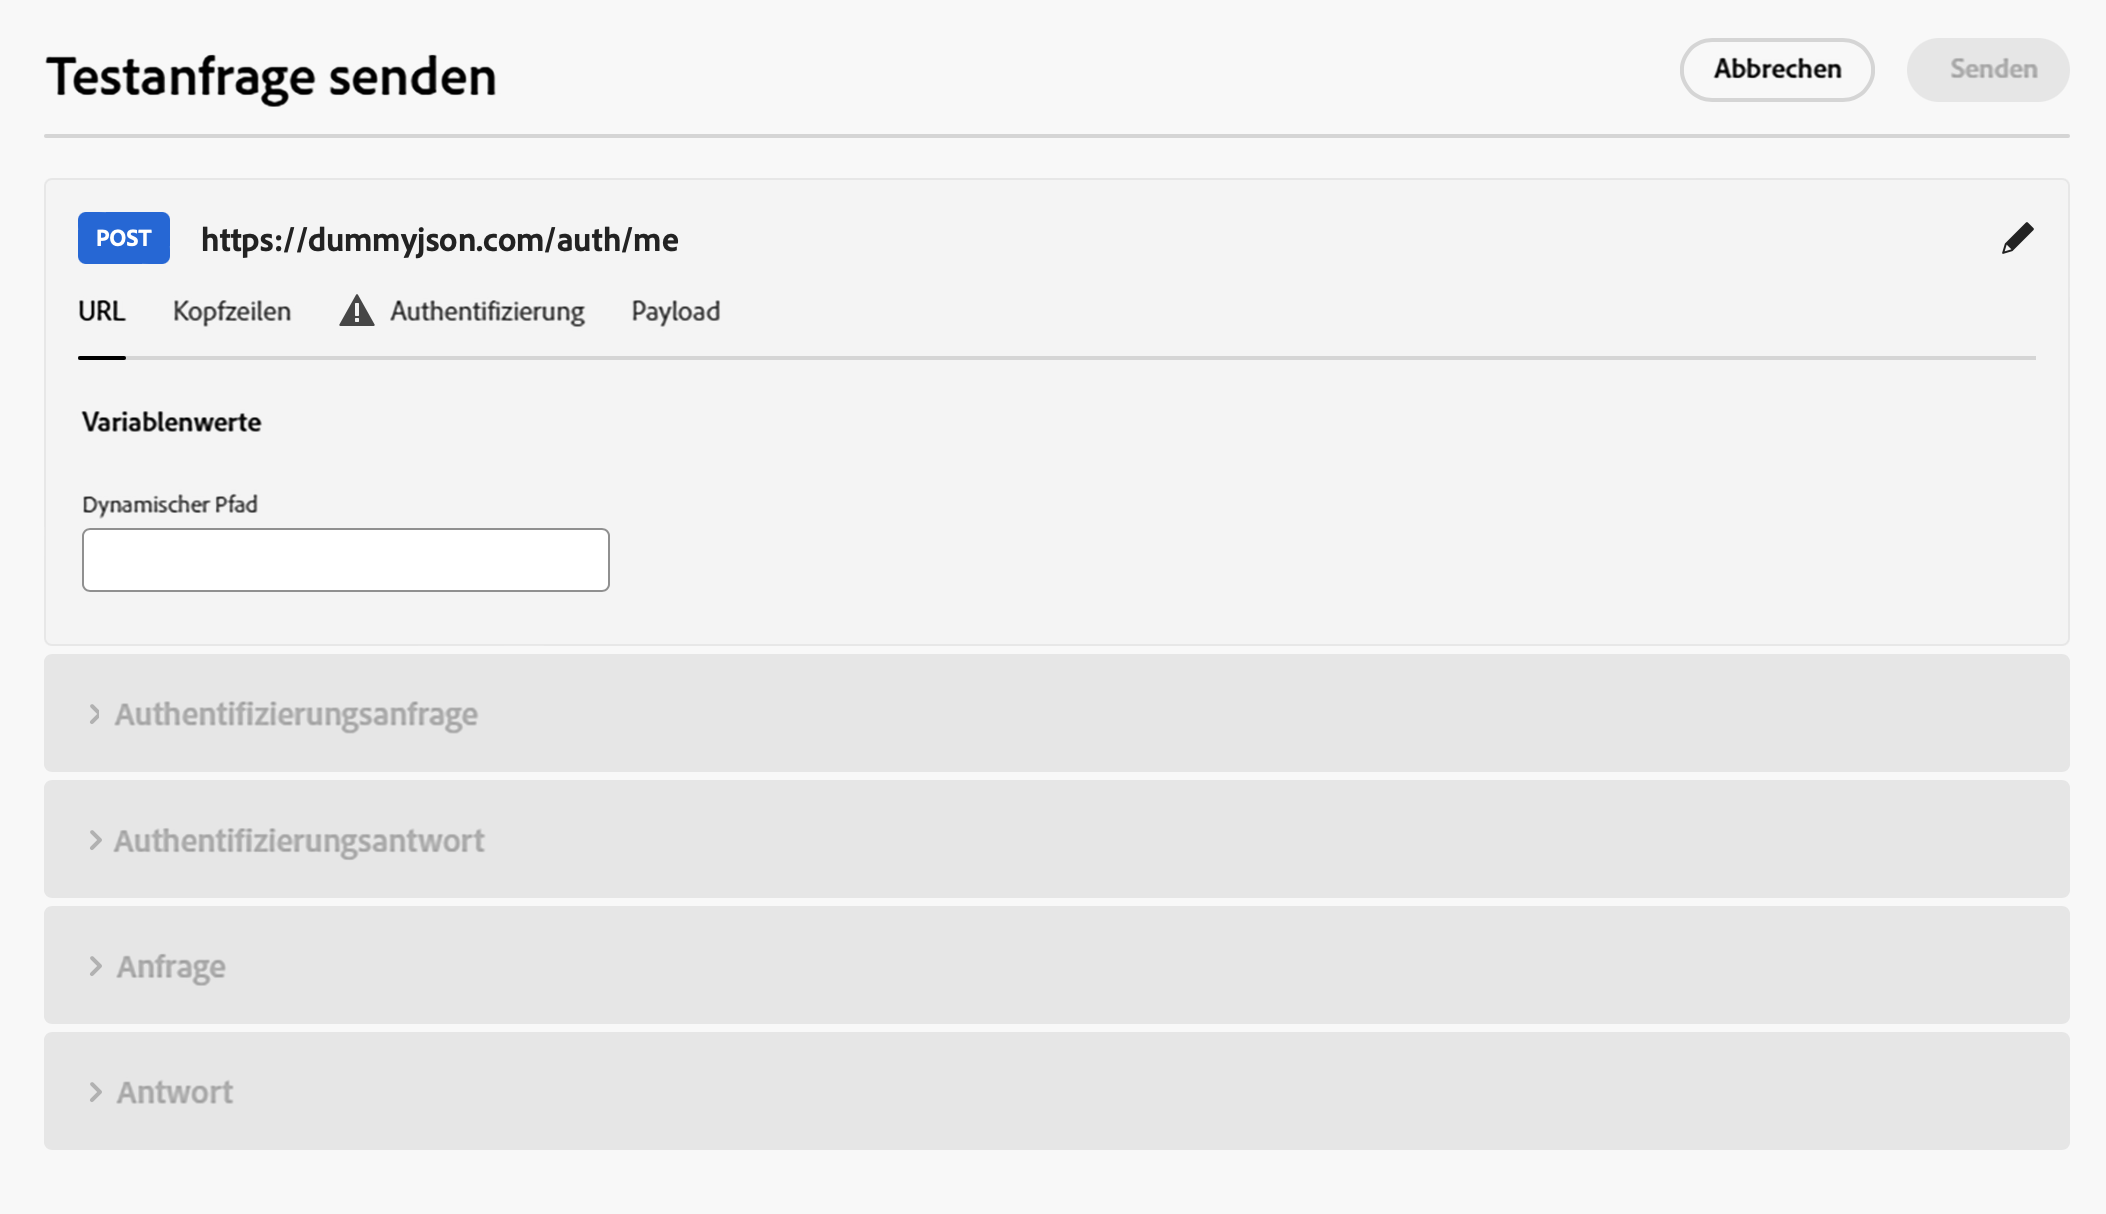 Testanfrage senden
Abbrechen
Senden
POST https://dummyjson.com/auth/me
URL Kopfzeilen Authentifizierung Payload
Variablenwerte
Dynamischer Pfad
Authentifizierungsanfrage
Authentifizierungsantwort
Anfrage
Antwort